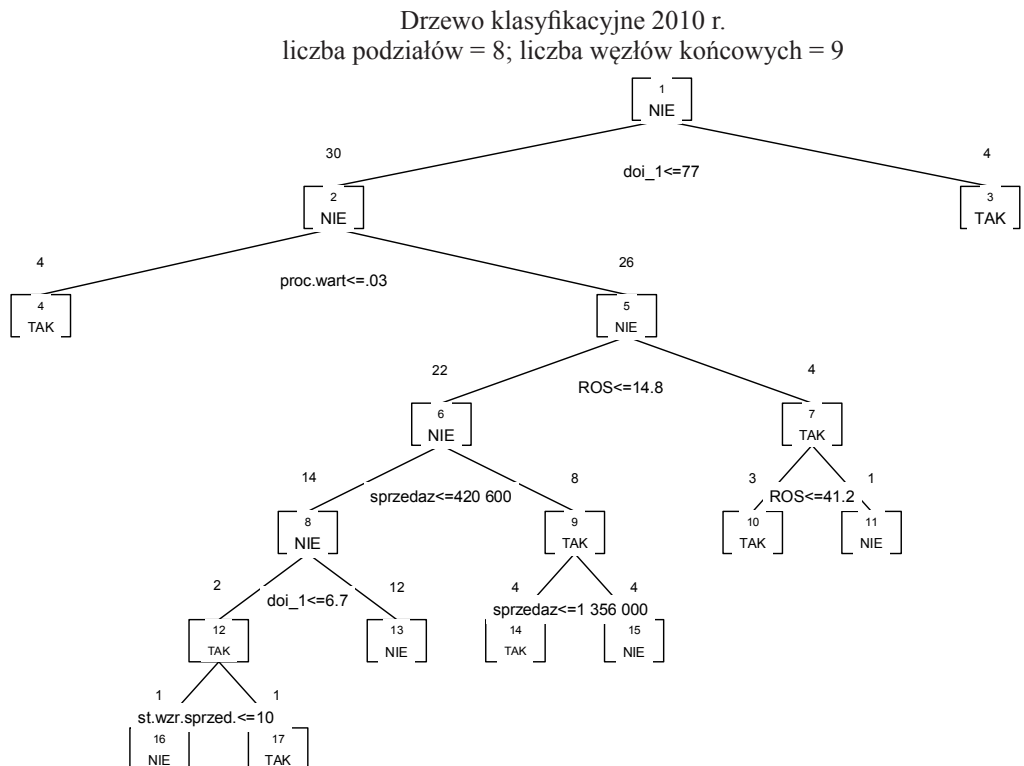 Drzewo klasyfikacyjne 2010 r.
liczba podziałów = 8; liczba węzłów końcowych = 9
1
NIE
30
4
doi_1<=77
2
NIE
3
TAK
4
26
proc.wart<=.03
4
TAK
5
NIE
22
4
ROS<=14.8
6
NIE
7
TAK
14
8
3
1
sprzedaz<=420 600
ROS<=41.2
8
NIE
9
TAK
10
TAK
11
NIE
2
12
4
4
doi_1<=6.7
sprzedaz<=1 356 000
12
TAK
13
NIE
14
TAK
15
NIE
1
1
st.wzr.sprzed.<=10
16
NIE
17
TAK